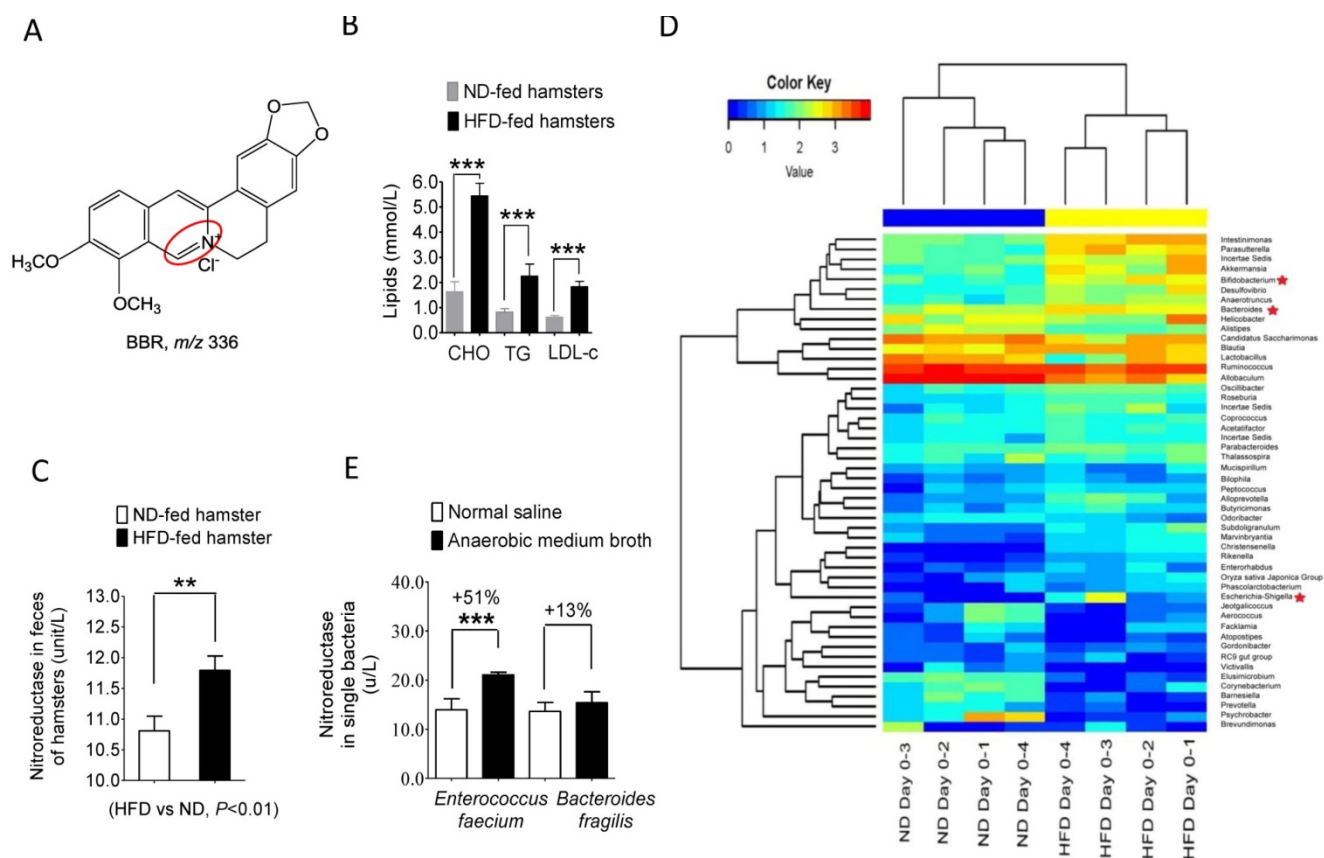 A
O
O
N+
Cl-
H3CO
OCH3
BBR, m/z 336
B
ND-fed hamsters
HFD-fed hamsters
Lipids (mmol/L)
6.0
5.0
4.0
3.0
2.0
1.0
0.0
***
***
***
CHO TG LDL-c
C
ND-fed hamster
HFD-fed hamster
Nitroreductase in feces
of hamsters (unit/L)
13.0
12.5
12.0
11.5
11.0
10.5
10.0
**
(HFD vs ND, P<0.01)
E
Normal saline
Anaerobic medium broth
Nitroreductase
in single bacteria
(u/L)
40.0
30.0
20.0
10.0
0.0
+51%
***
+13%
Enterococcus
faecium
Bacteroides
fragilis
D
Color Key
0 1 2 3
Value
Intestinimonas
Parasutterella
Incertae Sedis
Akkermansia
Bifidobacterium
Desulfovibrio
Anaerotruncus
Bacteroides
Helicobacter
Alistipes
Candidatus Saccharimonas
Blautia
Lactobacillus
Ruminococcus
Allobaculum
Oscillibacter
Roseburia
Incertae Sedis
Coprococcus
Acetatifactor
Incertae Sedis
Parabacteroides
Thalassospira
Mucispirillum
Bilophila
Peptococcus
Alloprevotella
Butyricimonas
Odoribacter
Subdoligranulum
Marvinbryantia
Christensenella
Rikenella
Enterorhabdus
Oryza sativa Japonica Group
Phascolarctobacterium
Escherichia-Shigella
Jeotgalicoccus
Aerococcus
Facklamia
Atopostipes
Gordonibacter
RC9 gut group
Victivallis
Elusimicrobium
Corynebacterium
Barnesiella
Prevotella
Psychrobacter
Brevundimonas
ND Day 0-3
ND Day 0-2
ND Day 0-1
ND Day 0-4
HFD Day 0-4
HFD Day 0-3
HFD Day 0-2
HFD Day 0-1